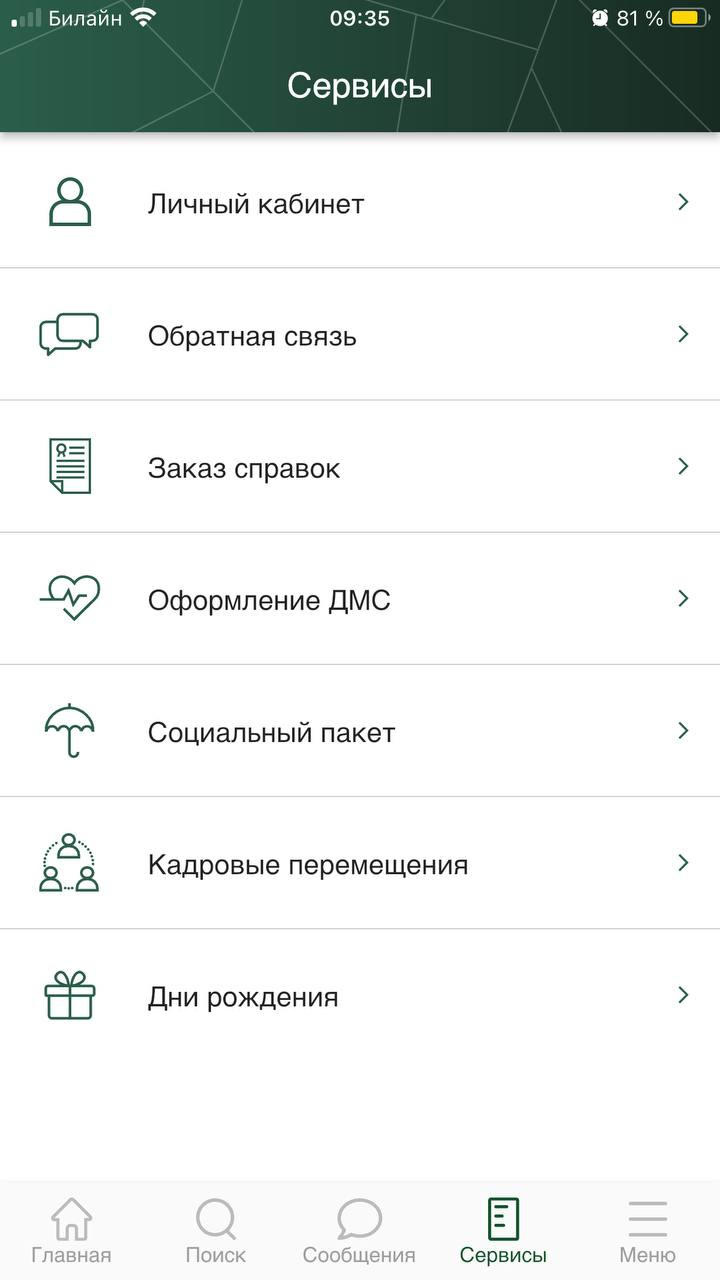 Билайн 09:35 81 %
Сервисы
Личный кабинет
Обратная связь
Заказ справок
Оформление ДМС
Социальный пакет
Кадровые перемещения
Дни рождения
Главная Поиск Сообщения Сервисы Меню